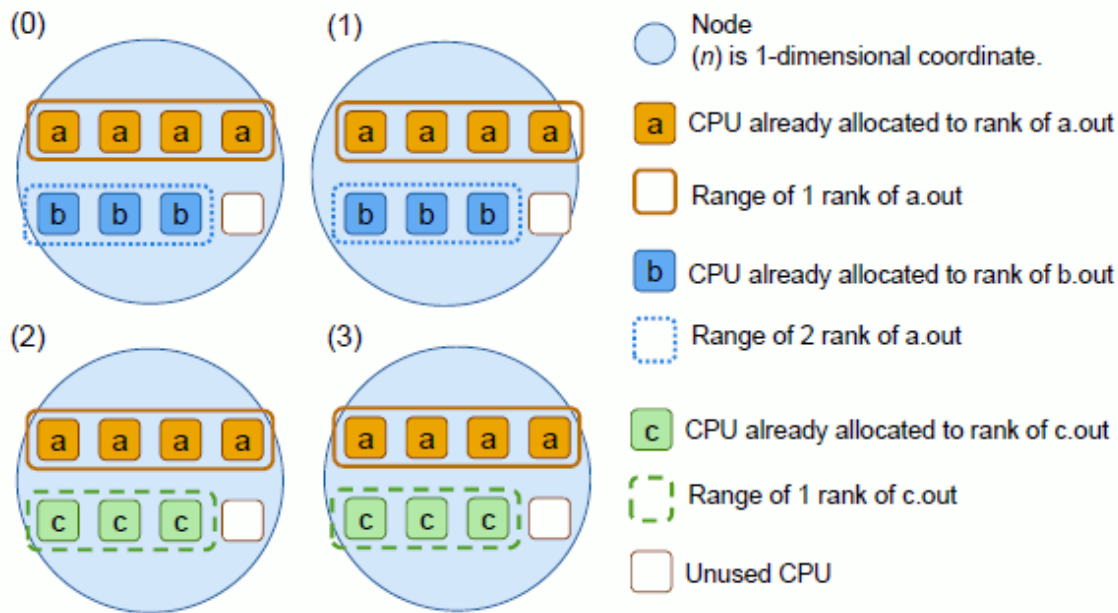 (0)
(1)
a a a a
a a a a
b b b
b b b
(2)
(3)
a a a a
a a a a
c c c
c c c
Node
(n) is 1-dimensional coordinate.
a CPU already allocated to rank of a.out
Range of 1 rank of a.out
b CPU already allocated to rank of b.out
Range of 2 rank of a.out
c CPU already allocated to rank of c.out
Range of 1 rank of c.out
Unused CPU